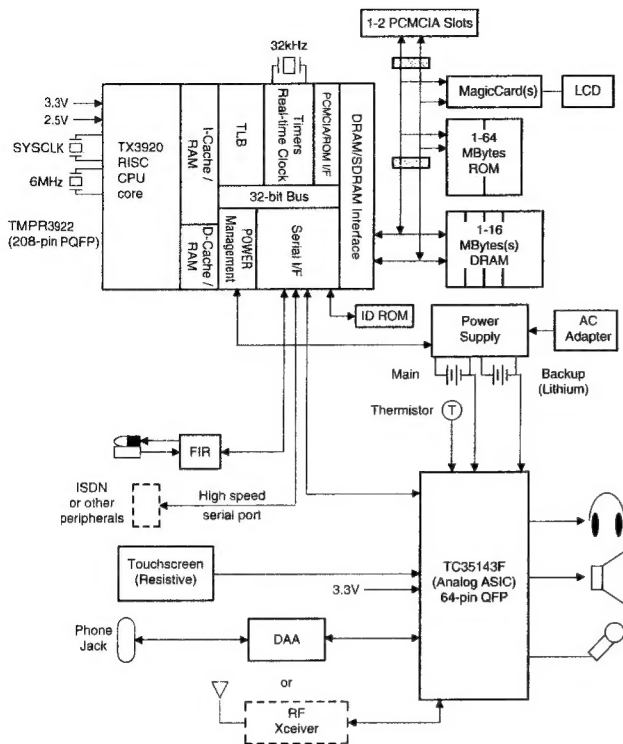 1-2 PCMCIA Slots
32kHz
3.3V
2.5V
SYSCLK
6MHz
TMPR3922
(208-pin PQFP)
TX3920
RISC
CPU
core
I-Cache /
RAM
D-Cache /
RAM
TLB
Timers
Real-time Clock
PCMCIA/ROM I/F
32-bit Bus
POWER
Management
Serial I/F
DRAM/SDRAM Interface
MagicCard(s)
LCD
1-64
MBytes
ROM
1-16
MBytes(s)
DRAM
ID ROM
Power
Supply
AC
Adapter
Main
Backup
(Lithium)
Thermistor
T
FIR
ISDN
or other
peripherals
High speed
serial port
Touchscreen
(Resistive)
3.3V
TC35143F
(Analog ASIC)
64-pin QFP
Phone
Jack
DAA
or
RF
Xceiver